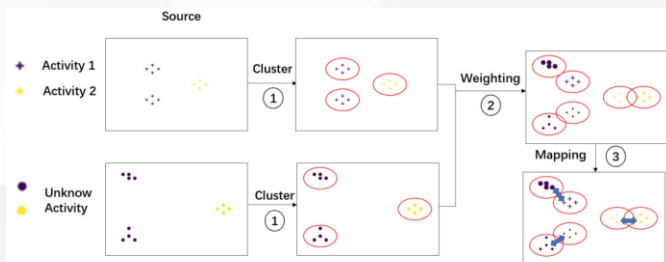 Source
Activity 1
Activity 2
Cluster
1
Weighting
2
Mapping
3
Unknow
Activity
Cluster
1